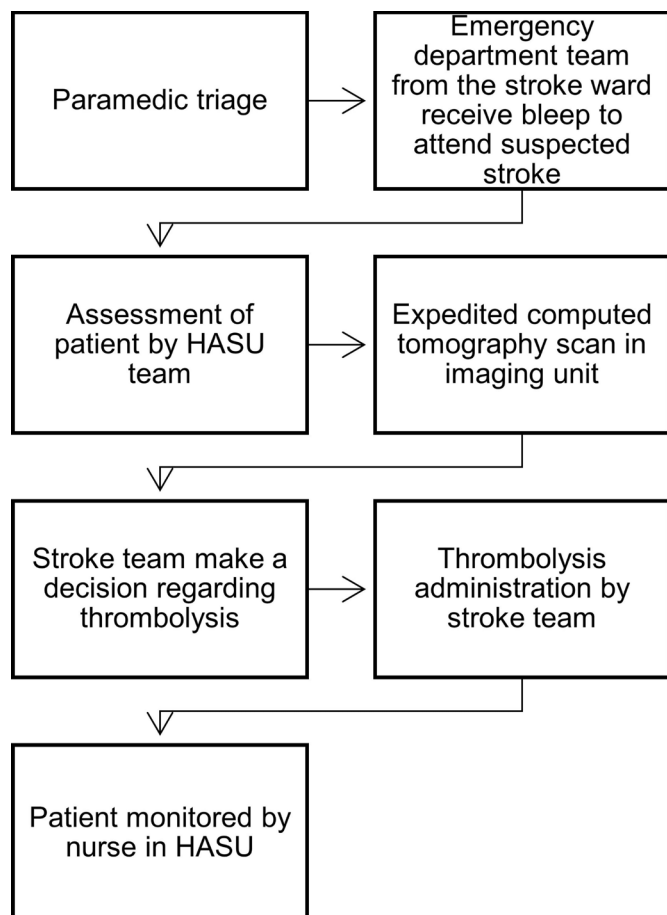 Paramedic triage
Emergency
department team
from the stroke ward
receive bleep to
attend suspected
stroke
Assessment of
patient by HASU
team
Expedited computed
tomography scan in
imaging unit
Stroke team make a
decision regarding
thrombolysis
Thrombolysis
administration by
stroke team
Patient monitored by
nurse in HASU